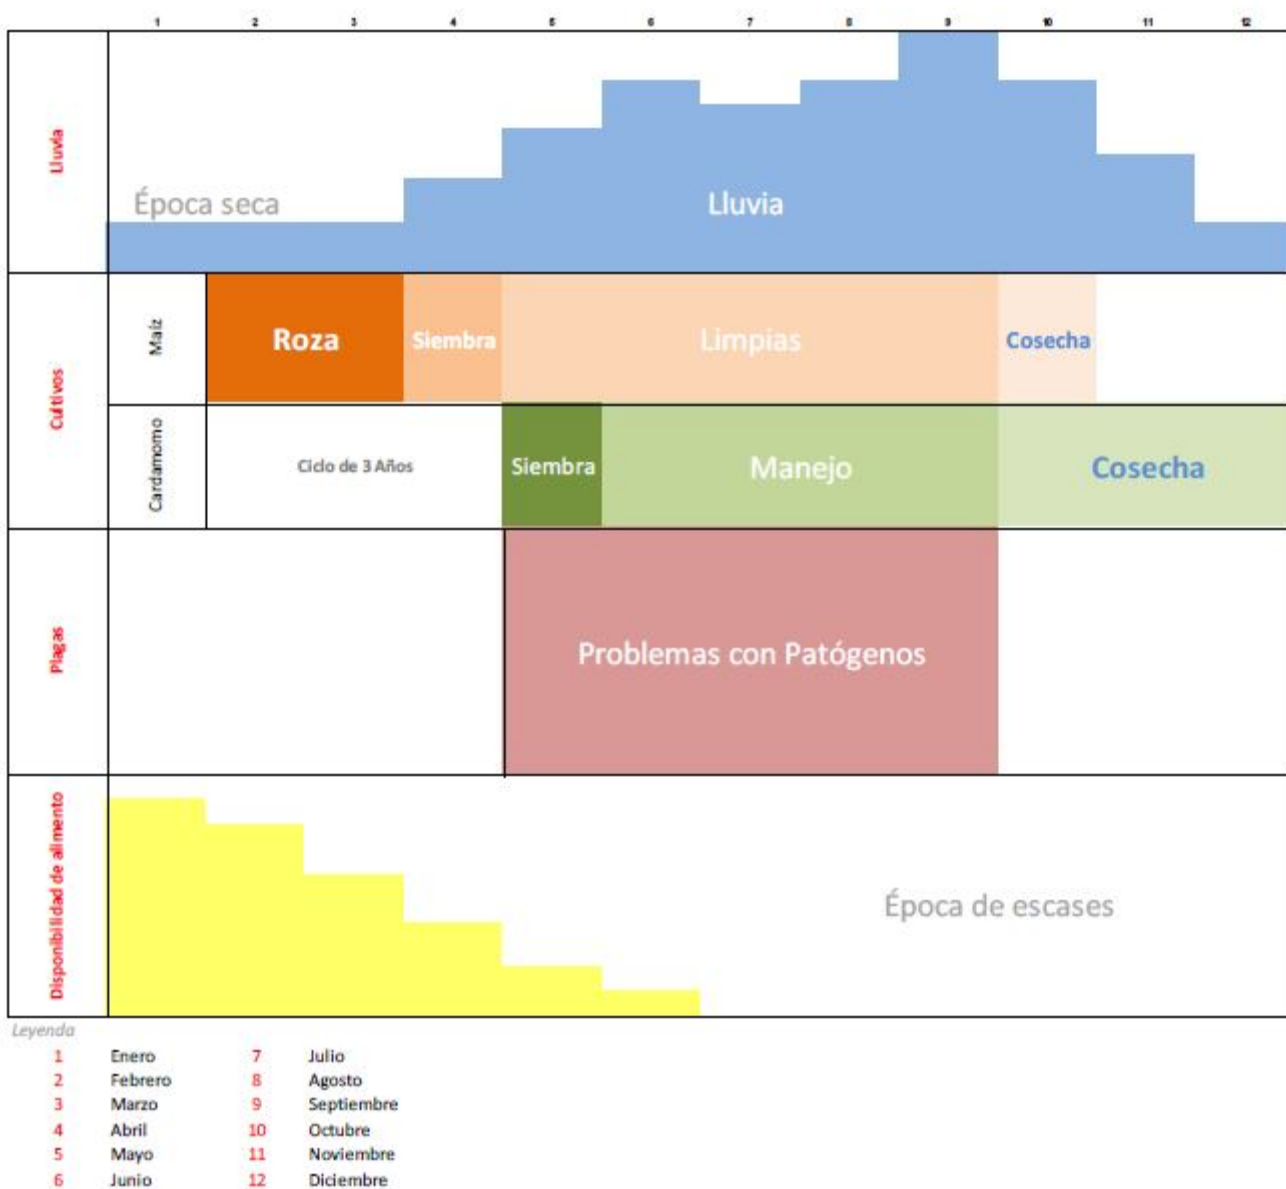 1 2 3 4 5 6 7 8 9 10 11 12
Lluvia
Época seca
Lluvia
Cultivos
Maíz
Roza
Siembra
Limpias
Cosecha
Cardamomo
Ciclo de 3 Años
Siembra
Manejo
Cosecha
Plagas
Problemas con Patógenos
Disponibilidad de alimento
Época de escases
Leyenda
1 Enero 7 Julio
2 Febrero 8 Agosto
3 Marzo 9 Septiembre
4 Abril 10 Octubre
5 Mayo 11 Noviembre
6 Junio 12 Diciembre